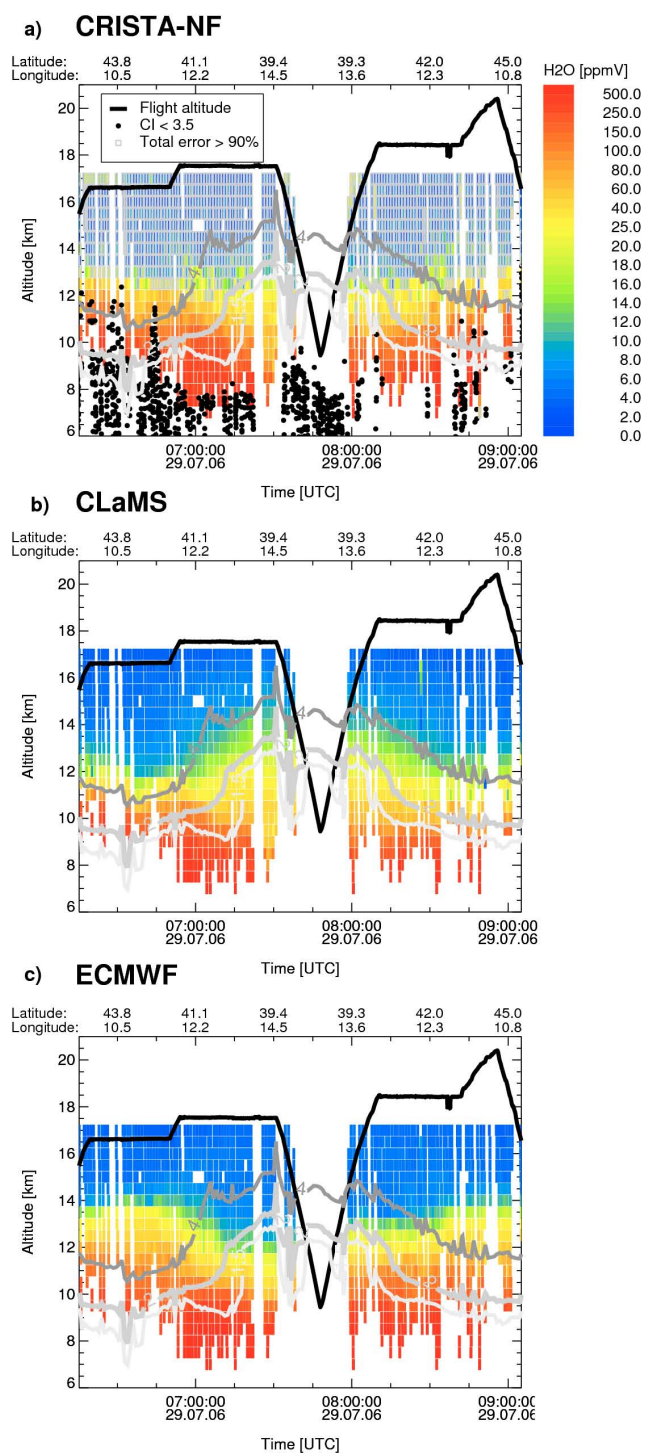 a) CRISTA-NF
Latitude: 43.8 41.1 39.4 39.3 42.0 45.0
Longitude: 10.5 12.2 14.5 13.6 12.3 10.8
H2O [ppmV]
Flight altitude
CI < 3.5
Total error > 90%
20
18
16
14
12
10
8
6
Altitude [km]
4
4
2
500.0
250.0
150.0
100.0
80.0
60.0
40.0
25.0
20.0
18.0
16.0
14.0
12.0
10.0
8.0
6.0
4.0
2.0
0.0
07:00:00 08:00:00 09:00:00
29.07.06 29.07.06 29.07.06
Time [UTC]
b) CLaMS
Latitude: 43.8 41.1 39.4 39.3 42.0 45.0
Longitude: 10.5 12.2 14.5 13.6 12.3 10.8
20
18
16
14
12
10
8
6
Altitude [km]
4
2
07:00:00 08:00:00 09:00:00
29.07.06 29.07.06 29.07.06
Time [UTC]
c) ECMWF
Latitude: 43.8 41.1 39.4 39.3 42.0 45.0
Longitude: 10.5 12.2 14.5 13.6 12.3 10.8
20
18
16
14
12
10
8
6
Altitude [km]
4
4
2
07:00:00 08:00:00 09:00:00
29.07.06 29.07.06 29.07.06
Time [UTC]